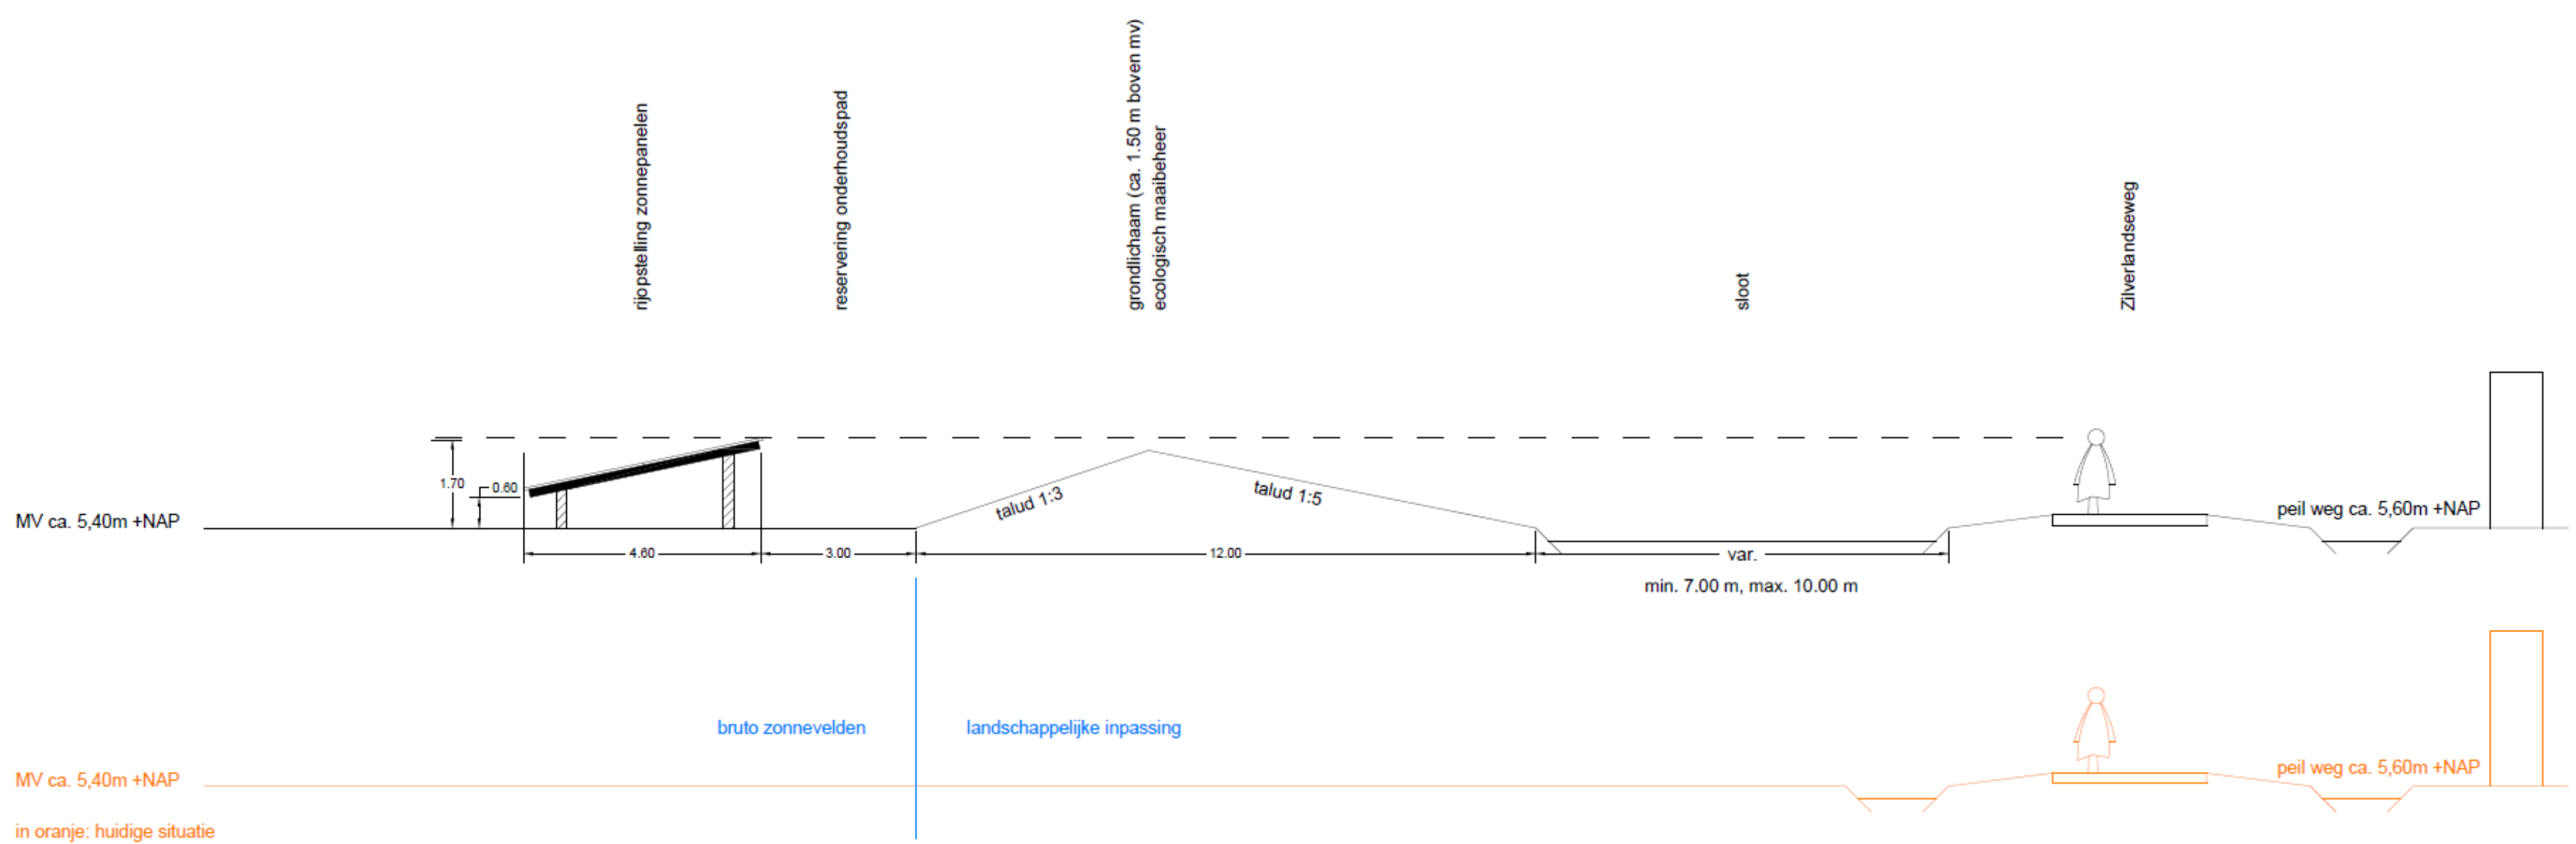 rijopstelling zonnepanelen
reservering onderhoudspad
grondlichaam (ca. 1.50 m boven mv)
ecologisch maaibeheer
sloot
Zilverlandseweg
1.70
0.60
MV ca. 5,40m +NAP
talud 1:3
talud 1:5
peil weg ca. 5,60m +NAP
4.60
3.00
12.00
var.
min. 7.00 m, max. 10.00 m
bruto zonnevelden
landschappelijke inpassing
MV ca. 5,40m +NAP
peil weg ca. 5,60m +NAP
in oranje: huidige situatie